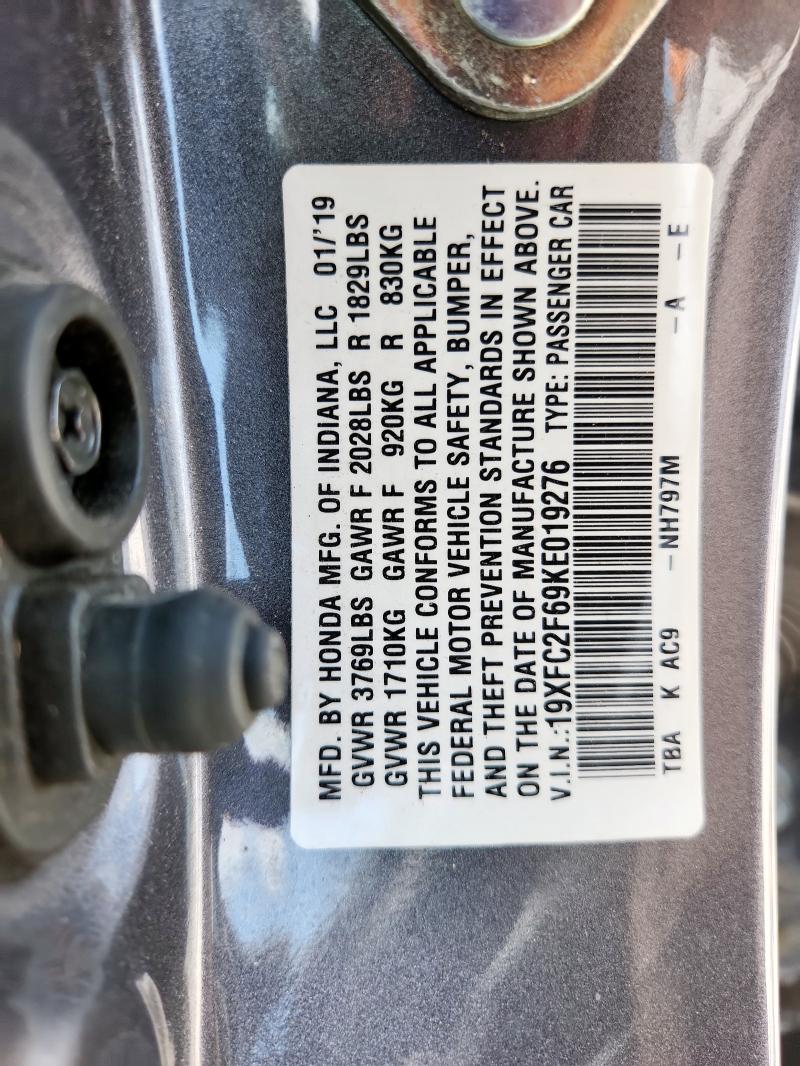 MFD. BY HONDA MFG. OF INDIANA, LLC 01/'19
GVWR 3769LBS GAWR F 2028LBS R 1829LBS
GVWR 1710KG GAWR F 920KG R 830KG
THIS VEHICLE CONFORMS TO ALL APPLICABLE
FEDERAL MOTOR VEHICLE SAFETY, BUMPER,
AND THEFT PREVENTION STANDARDS IN EFFECT
ON THE DATE OF MANUFACTURE SHOWN ABOVE.
V.I.N.:19XFC2F69KE019276 TYPE: PASSENGER CAR
TBA K AC9 -NH797M -A -E